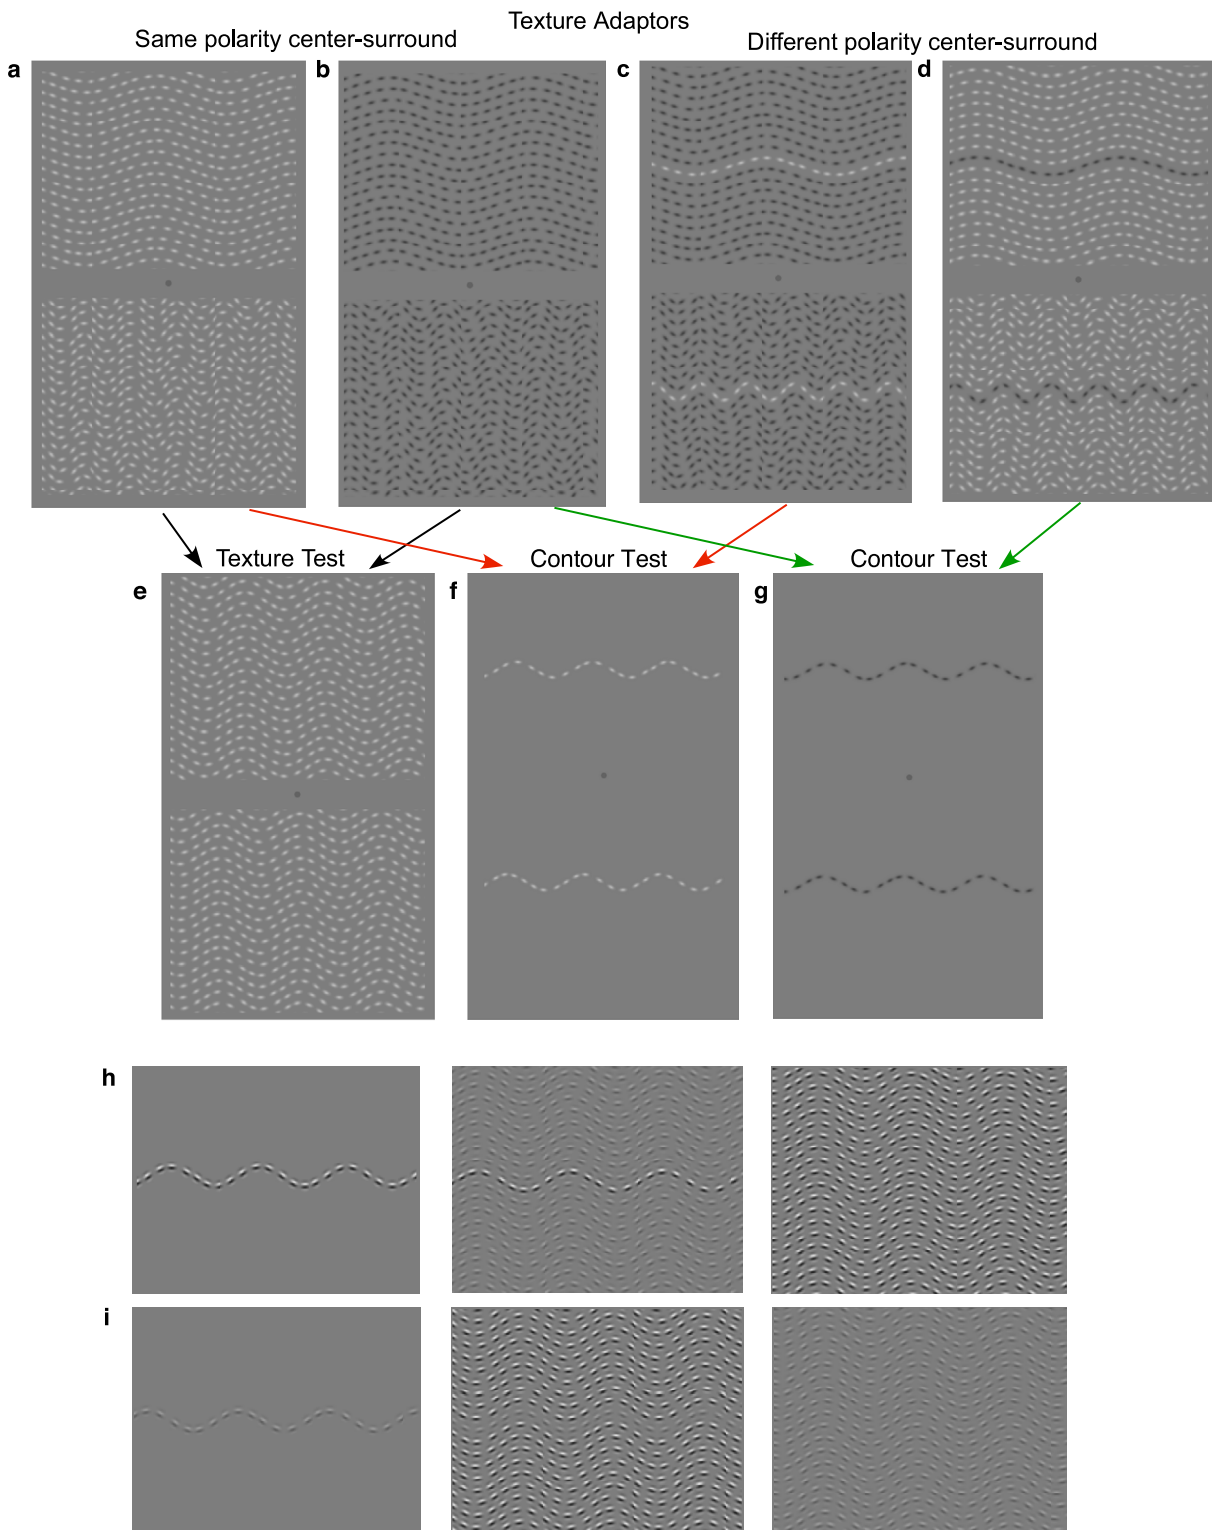 Texture Adaptors
Same polarity center-surround
Different polarity center-surround
a
b
c
d
Texture Test
Contour Test
Contour Test
e
f
g
h
i